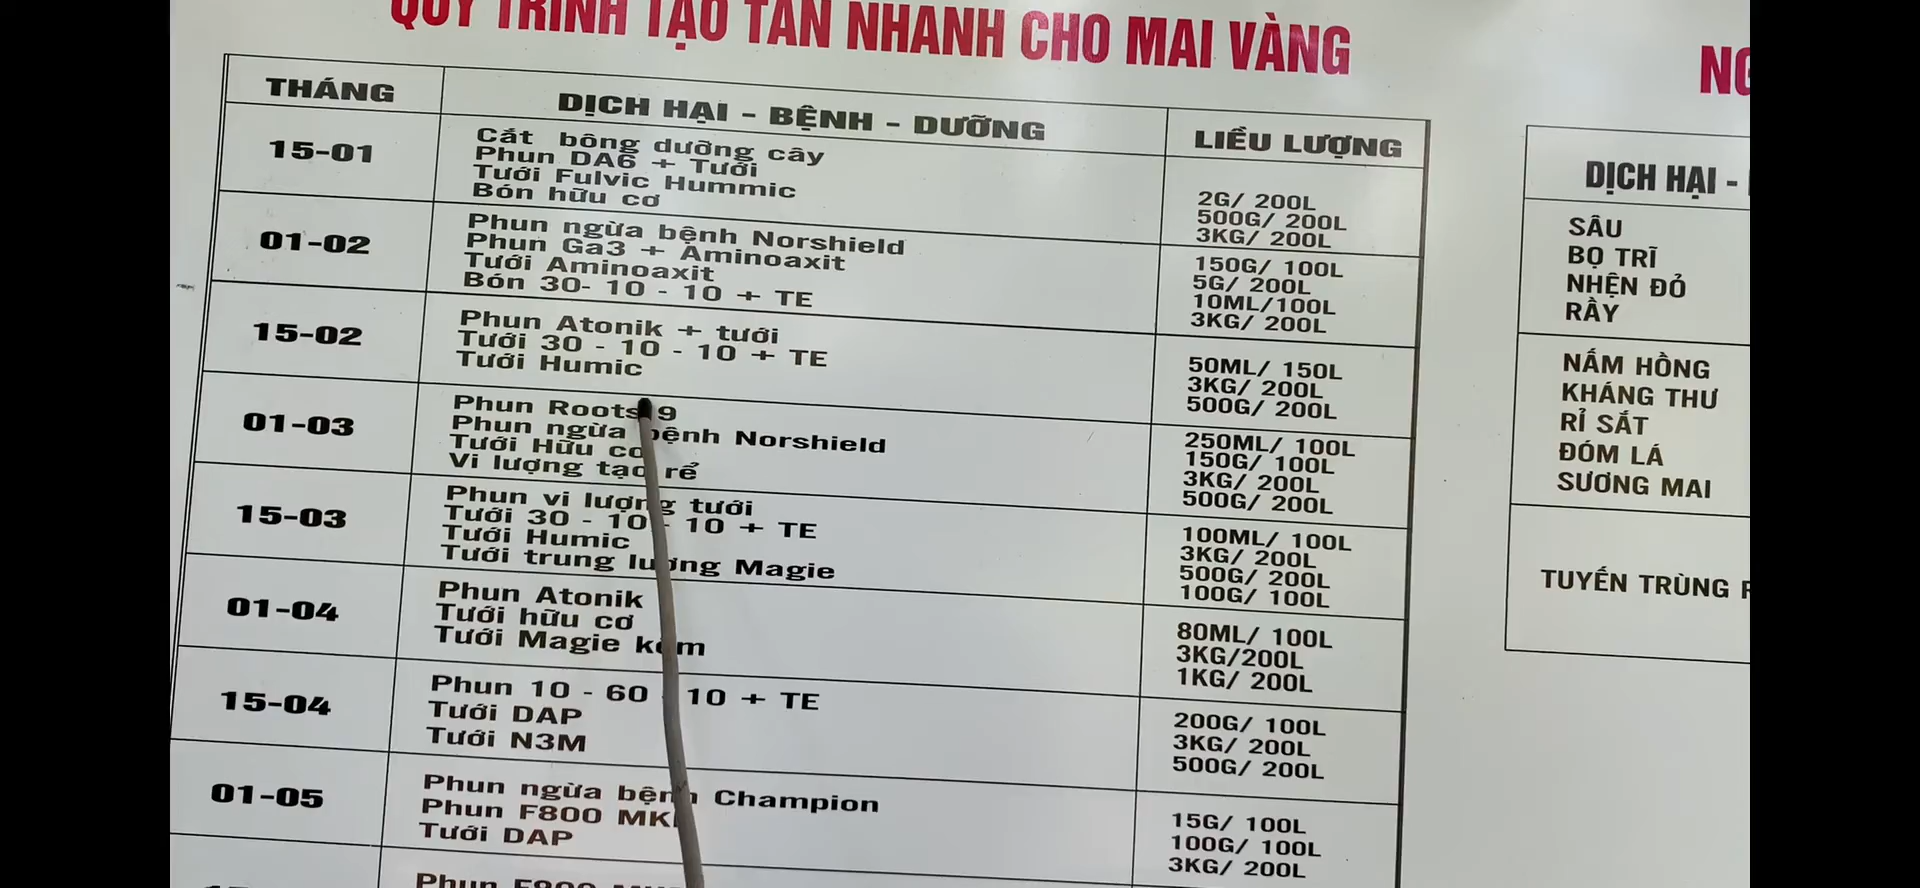 QUY TRÌNH TẠO TÀN NHANH CHO MAI VÀNG
THÁNG
DỊCH HẠI - BỆNH - DƯỠNG
LIỀU LƯỢNG
15-01
Cắt bông dưỡng cây
Phun DA6 + Tưới
Tưới Fulvic Hummic
Bón hữu cơ
2G/ 200L
500G/ 200L
3KG/ 200L
01-02
Phun ngừa bệnh Norshield
Phun Ga3 + Aminoaxit
Tưới Aminoaxit
Bón 30- 10 - 10 + TE
150G/ 100L
5G/ 200L
10ML/100L
3KG/ 200L
15-02
Phun Atonik + tưới
Tưới 30 - 10 - 10 + TE
Tưới Humic
50ML/ 150L
3KG/ 200L
500G/ 200L
01-03
Phun Roots 9
Phun ngừa bệnh Norshield
Tưới Hữu cơ
Vi lượng tạo rể
250ML/ 100L
150G/ 100L
3KG/ 200L
500G/ 200L
15-03
Phun vi lượng tưới
Tưới 30 - 10 - 10 + TE
Tưới Humic
Tưới trung lượng Magie
100ML/ 100L
3KG/ 200L
500G/ 200L
100G/ 100L
01-04
Phun Atonik
Tưới hữu cơ
Tưới Magie kẽm
80ML/ 100L
3KG/200L
1KG/ 200L
15-04
Phun 10 - 60 - 10 + TE
Tưới DAP
Tưới N3M
200G/ 100L
3KG/ 200L
500G/ 200L
01-05
Phun ngừa bệnh Champion
Phun F800 MK
Tưới DAP
15G/ 100L
100G/ 100L
3KG/ 200L
Phun F800
NG
DỊCH HẠI -
SÂU
BỌ TRĨ
NHỆN ĐỎ
RẦY
NẤM HỒNG
KHÁNG THƯ
RỈ SẮT
ĐÓM LÁ
SƯƠNG MAI
TUYẾN TRÙNG